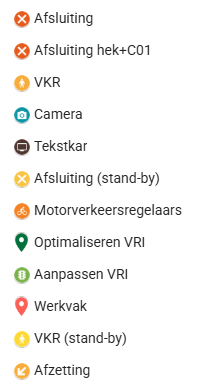 Afsluiting
Afsluiting hek+C01
VKR
Camera
Tekstkar
Afsluiting (stand-by)
Motorverkeersregelaars
Optimaliseren VRI
Aanpassen VRI
Werkvak
VKR (stand-by)
Afzetting